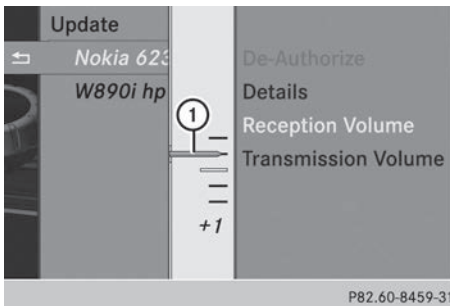 Update
Nokia 623
W890i hp
1
+1
De-Authorize
Details
Reception Volume
Transmission Volume
P82.60-8459-31